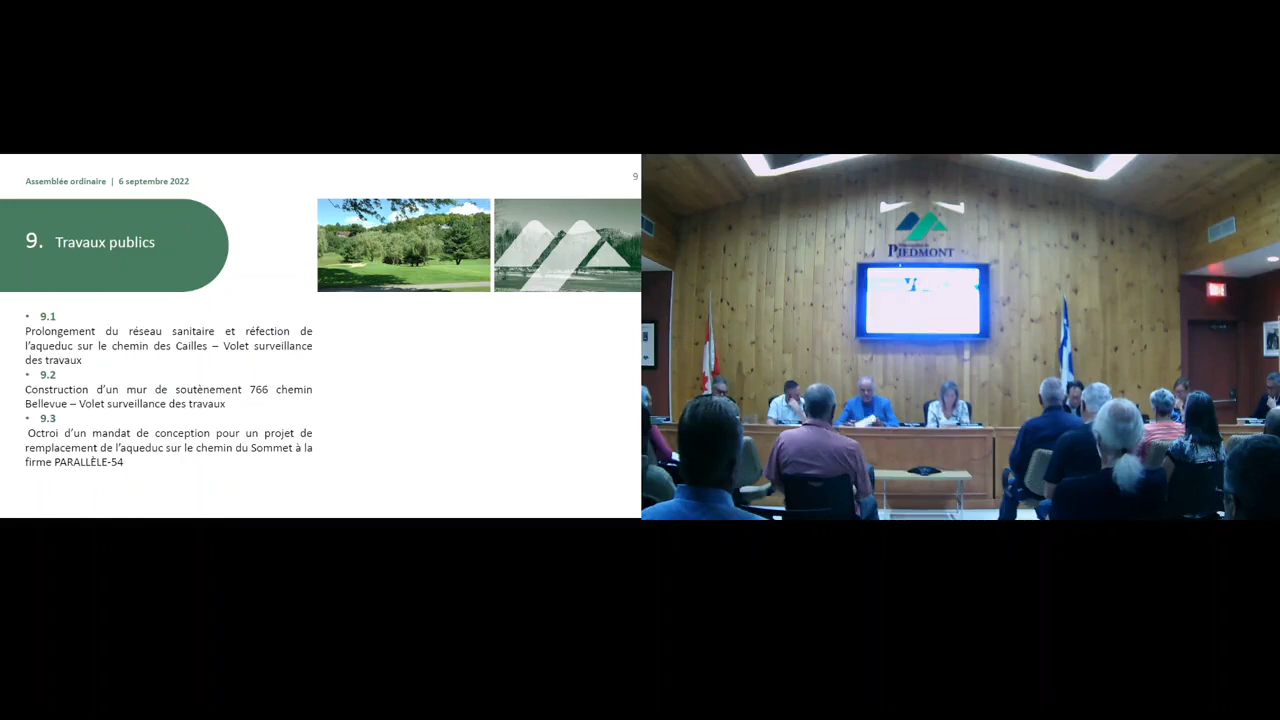 Assemblée ordinaire | 6 septembre 2022
9
9. Travaux publics
• 9.1
Prolongement du réseau sanitaire et réfection de
l'aqueduc sur le chemin des Cailles – Volet surveillance
des travaux
• 9.2
Construction d'un mur de soutènement 766 chemin
Bellevue – Volet surveillance des travaux
• 9.3
Octroi d'un mandat de conception pour un projet de
remplacement de l'aqueduc sur le chemin du Sommet à la
firme PARALLÈLE-54
PIEDMONT